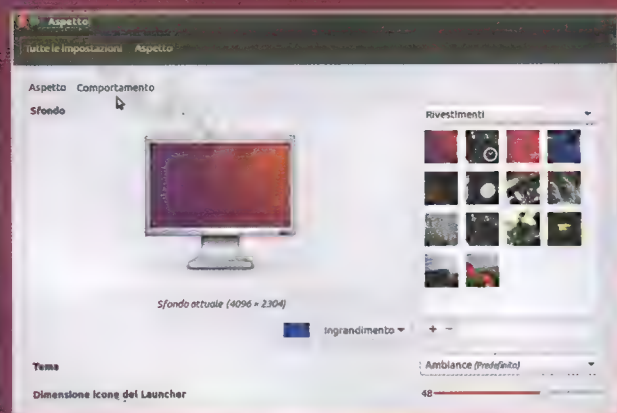 Aspetto
Tutte le impostazioni Aspetto
Aspetto Comportamento
Sfondo
Rivestimenti
Sfondo attuale (4096 × 2304)
Ingrandimento
+ -
Tema
Ambiance (Predefinito)
Dimensione icone del Launcher
48